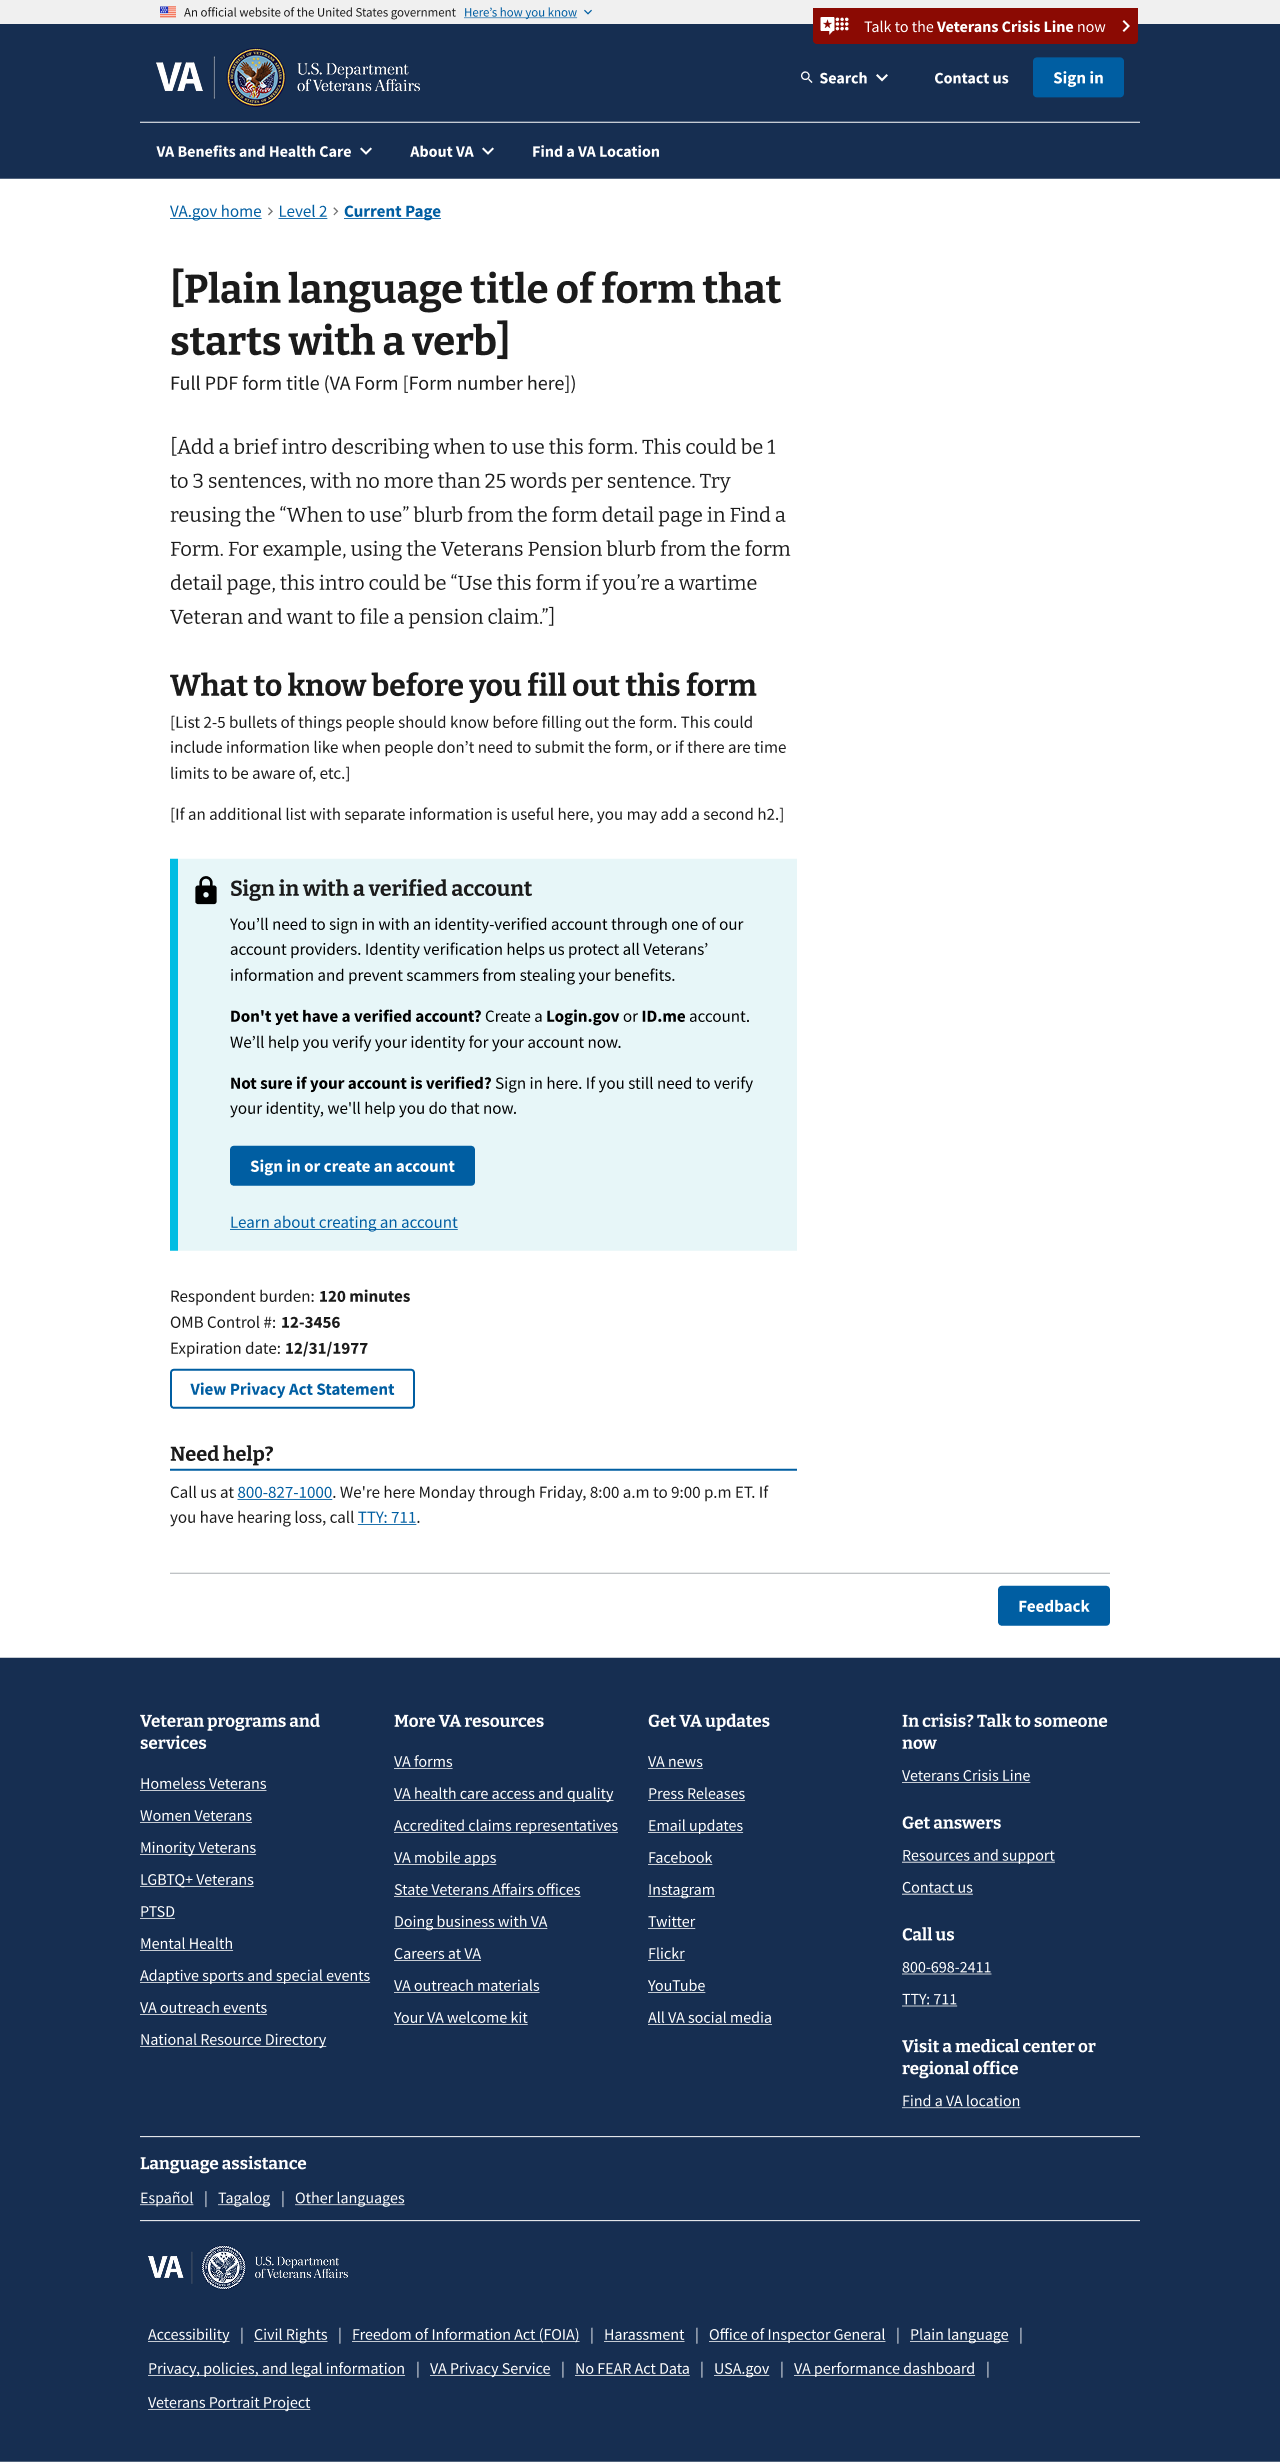 An official website of the United States government Here's how you know
Talk to the Veterans Crisis Line now
VA U.S. Department
of Veterans Affairs
Search Contact us Sign in
VA Benefits and Health Care About VA Find a VA Location
VA.gov home › Level 2 › Current Page
[Plain language title of form that
starts with a verb]
Full PDF form title (VA Form [Form number here])
[Add a brief intro describing when to use this form. This could be 1
to 3 sentences, with no more than 25 words per sentence. Try
reusing the “When to use” blurb from the form detail page in Find a
Form. For example, using the Veterans Pension blurb from the form
detail page, this intro could be “Use this form if you’re a wartime
Veteran and want to file a pension claim.”]
What to know before you fill out this form
[List 2-5 bullets of things people should know before filling out the form. This could
include information like when people don’t need to submit the form, or if there are time
limits to be aware of, etc.]
[If an additional list with separate information is useful here, you may add a second h2.]
Sign in with a verified account
You’ll need to sign in with an identity-verified account through one of our
account providers. Identity verification helps us protect all Veterans’
information and prevent scammers from stealing your benefits.
Don't yet have a verified account? Create a Login.gov or ID.me account.
We’ll help you verify your identity for your account now.
Not sure if your account is verified? Sign in here. If you still need to verify
your identity, we'll help you do that now.
Sign in or create an account
Learn about creating an account
Respondent burden: 120 minutes
OMB Control #: 12-3456
Expiration date: 12/31/1977
View Privacy Act Statement
Need help?
Call us at 800-827-1000. We're here Monday through Friday, 8:00 a.m to 9:00 p.m ET. If
you have hearing loss, call TTY: 711.
Feedback
Veteran programs and
services
Homeless Veterans
Women Veterans
Minority Veterans
LGBTQ+ Veterans
PTSD
Mental Health
Adaptive sports and special events
VA outreach events
National Resource Directory
More VA resources
VA forms
VA health care access and quality
Accredited claims representatives
VA mobile apps
State Veterans Affairs offices
Doing business with VA
Careers at VA
VA outreach materials
Your VA welcome kit
Get VA updates
VA news
Press Releases
Email updates
Facebook
Instagram
Twitter
Flickr
YouTube
All VA social media
In crisis? Talk to someone
now
Veterans Crisis Line
Get answers
Resources and support
Contact us
Call us
800-698-2411
TTY: 711
Visit a medical center or
regional office
Find a VA location
Language assistance
Español | Tagalog | Other languages
VA U.S. Department
of Veterans Affairs
Accessibility | Civil Rights | Freedom of Information Act (FOIA) | Harassment | Office of Inspector General | Plain language |
Privacy, policies, and legal information | VA Privacy Service | No FEAR Act Data | USA.gov | VA performance dashboard |
Veterans Portrait Project